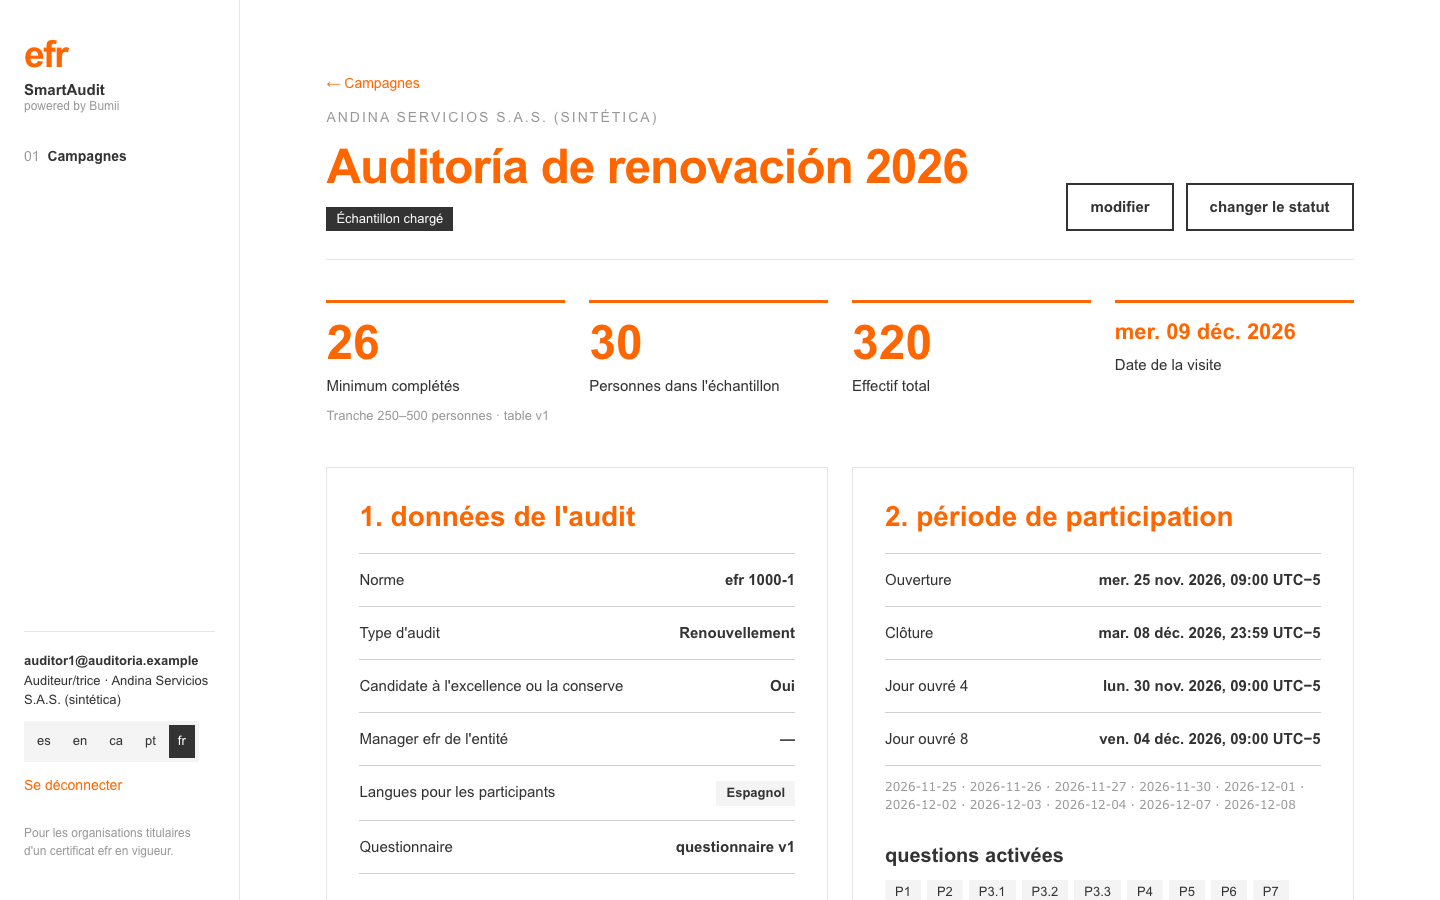 efr
SmartAudit
powered by Bumii
01 Campagnes
auditor1@auditoria.example
Auditeur/trice · Andina Servicios
S.A.S. (sintética)
es en ca pt fr
Se déconnecter
Pour les organisations titulaires
d'un certificat efr en vigueur.
← Campagnes
ANDINA SERVICIOS S.A.S. (SINTÉTICA)
Auditoría de renovación 2026
Échantillon chargé
modifier
changer le statut
26
Minimum complétés
Tranche 250–500 personnes · table v1
30
Personnes dans l'échantillon
320
Effectif total
mer. 09 déc. 2026
Date de la visite
1. données de l'audit
Norme efr 1000-1
Type d'audit Renouvellement
Candidate à l'excellence ou la conserve Oui
Manager efr de l'entité —
Langues pour les participants Espagnol
Questionnaire questionnaire v1
2. période de participation
Ouverture mer. 25 nov. 2026, 09:00 UTC−5
Clôture mar. 08 déc. 2026, 23:59 UTC−5
Jour ouvré 4 lun. 30 nov. 2026, 09:00 UTC−5
Jour ouvré 8 ven. 04 déc. 2026, 09:00 UTC−5
2026-11-25 · 2026-11-26 · 2026-11-27 · 2026-11-30 · 2026-12-01 ·
2026-12-02 · 2026-12-03 · 2026-12-04 · 2026-12-07 · 2026-12-08
questions activées
P1 P2 P3.1 P3.2 P3.3 P4 P5 P6 P7